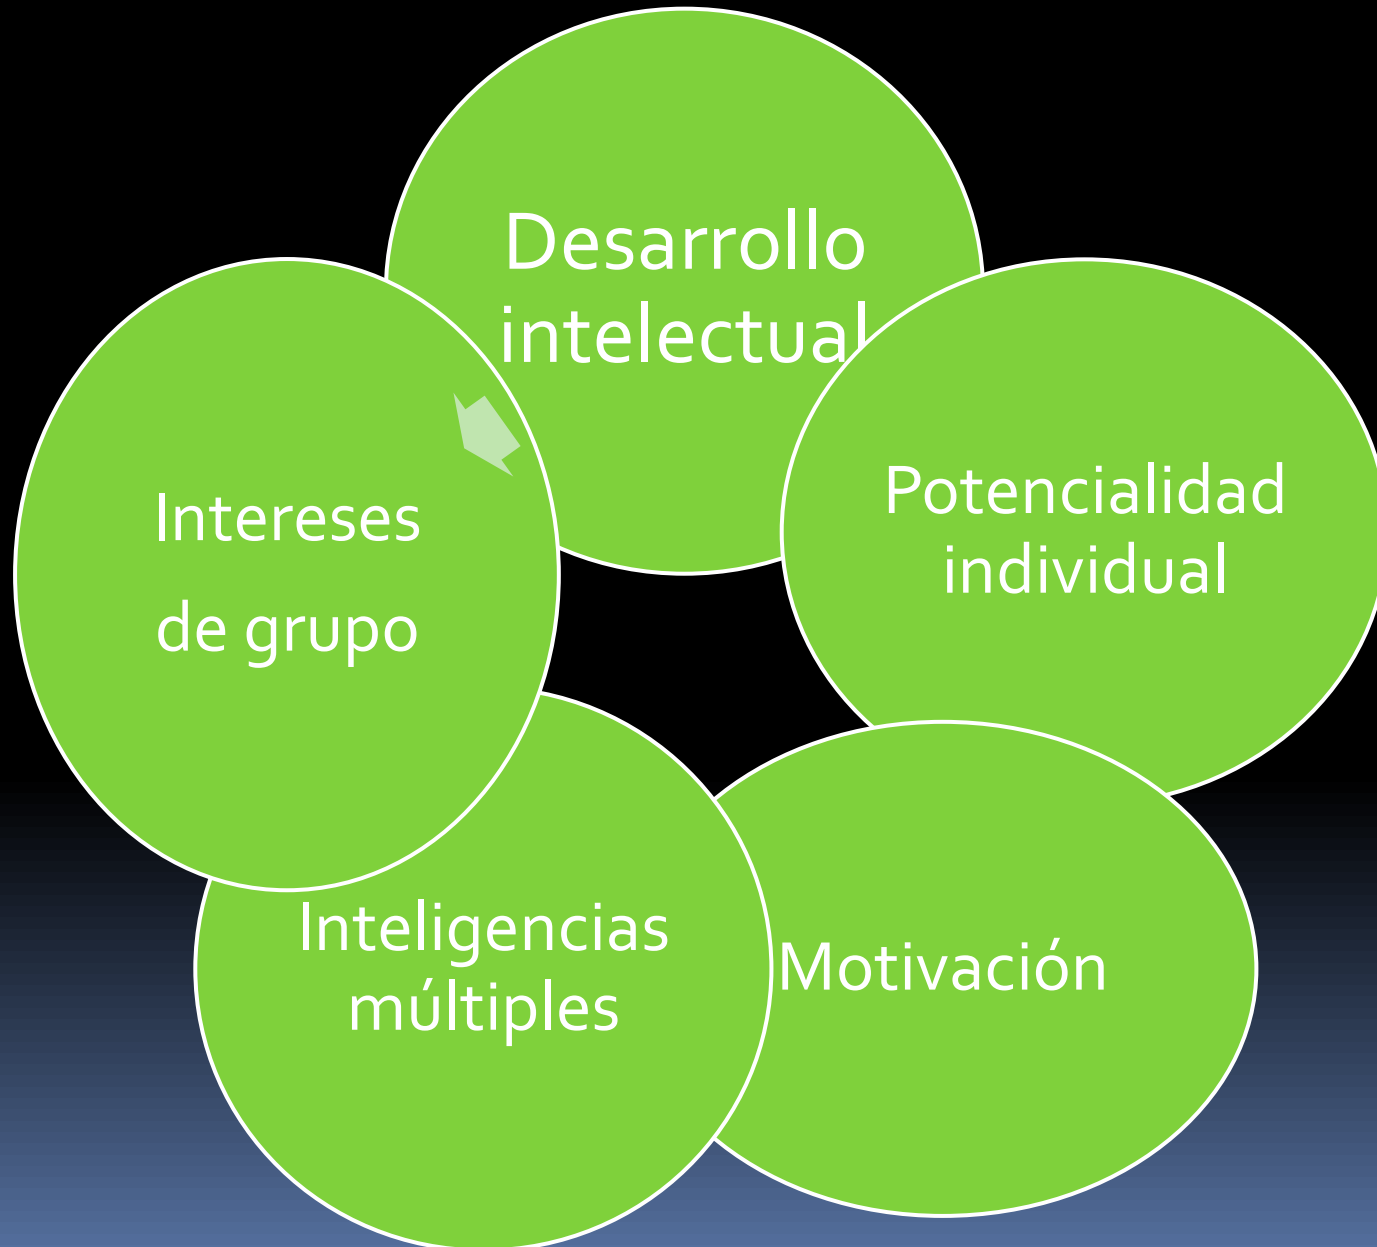 Desarrollo
intelectual
Potencialidad
individual
Motivación
Inteligencias
múltiples
Intereses
de grupo